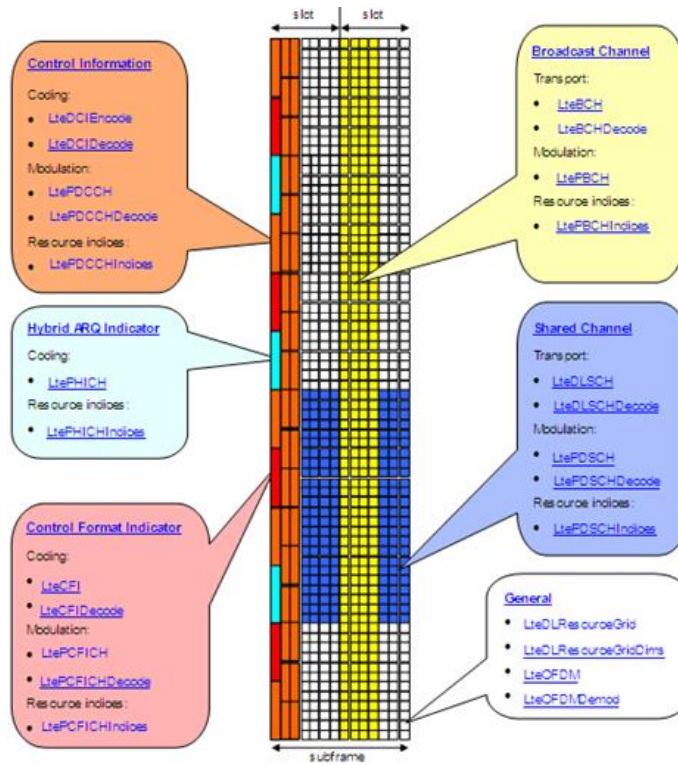 slot
slot
Control Information
Coding:
LteDCIEncode
LteDCIDecode
Modulation:
LtePDCCH
LtePDCCHDecode
Resource indices:
LtePDCCHIndices
Hybrid ARQ Indicator
Coding:
LtePHICH
Resource indices:
LtePHICHIndices
Control Format Indicator
Coding:
LteCFI
LteCFIDecode
Modulation:
LtePCFICH
LtePCFICHDecode
Resource indices:
LtePCFICHIndices
Broadcast Channel
Transport:
LteBCH
LteBCHDecode
Modulation:
LtePBCH
Resource indices:
LtePBCHIndices
Shared Channel
Transport:
LteDLSCH
LteDLSCHDecode
Modulation:
LtePDSCH
LtePDSCHDecode
Resource indices:
LtePDSCHIndices
General
LteDLResourceGrid
LteDLResourceGridDims
LteOFDM
LteOFDMDemod
subframe